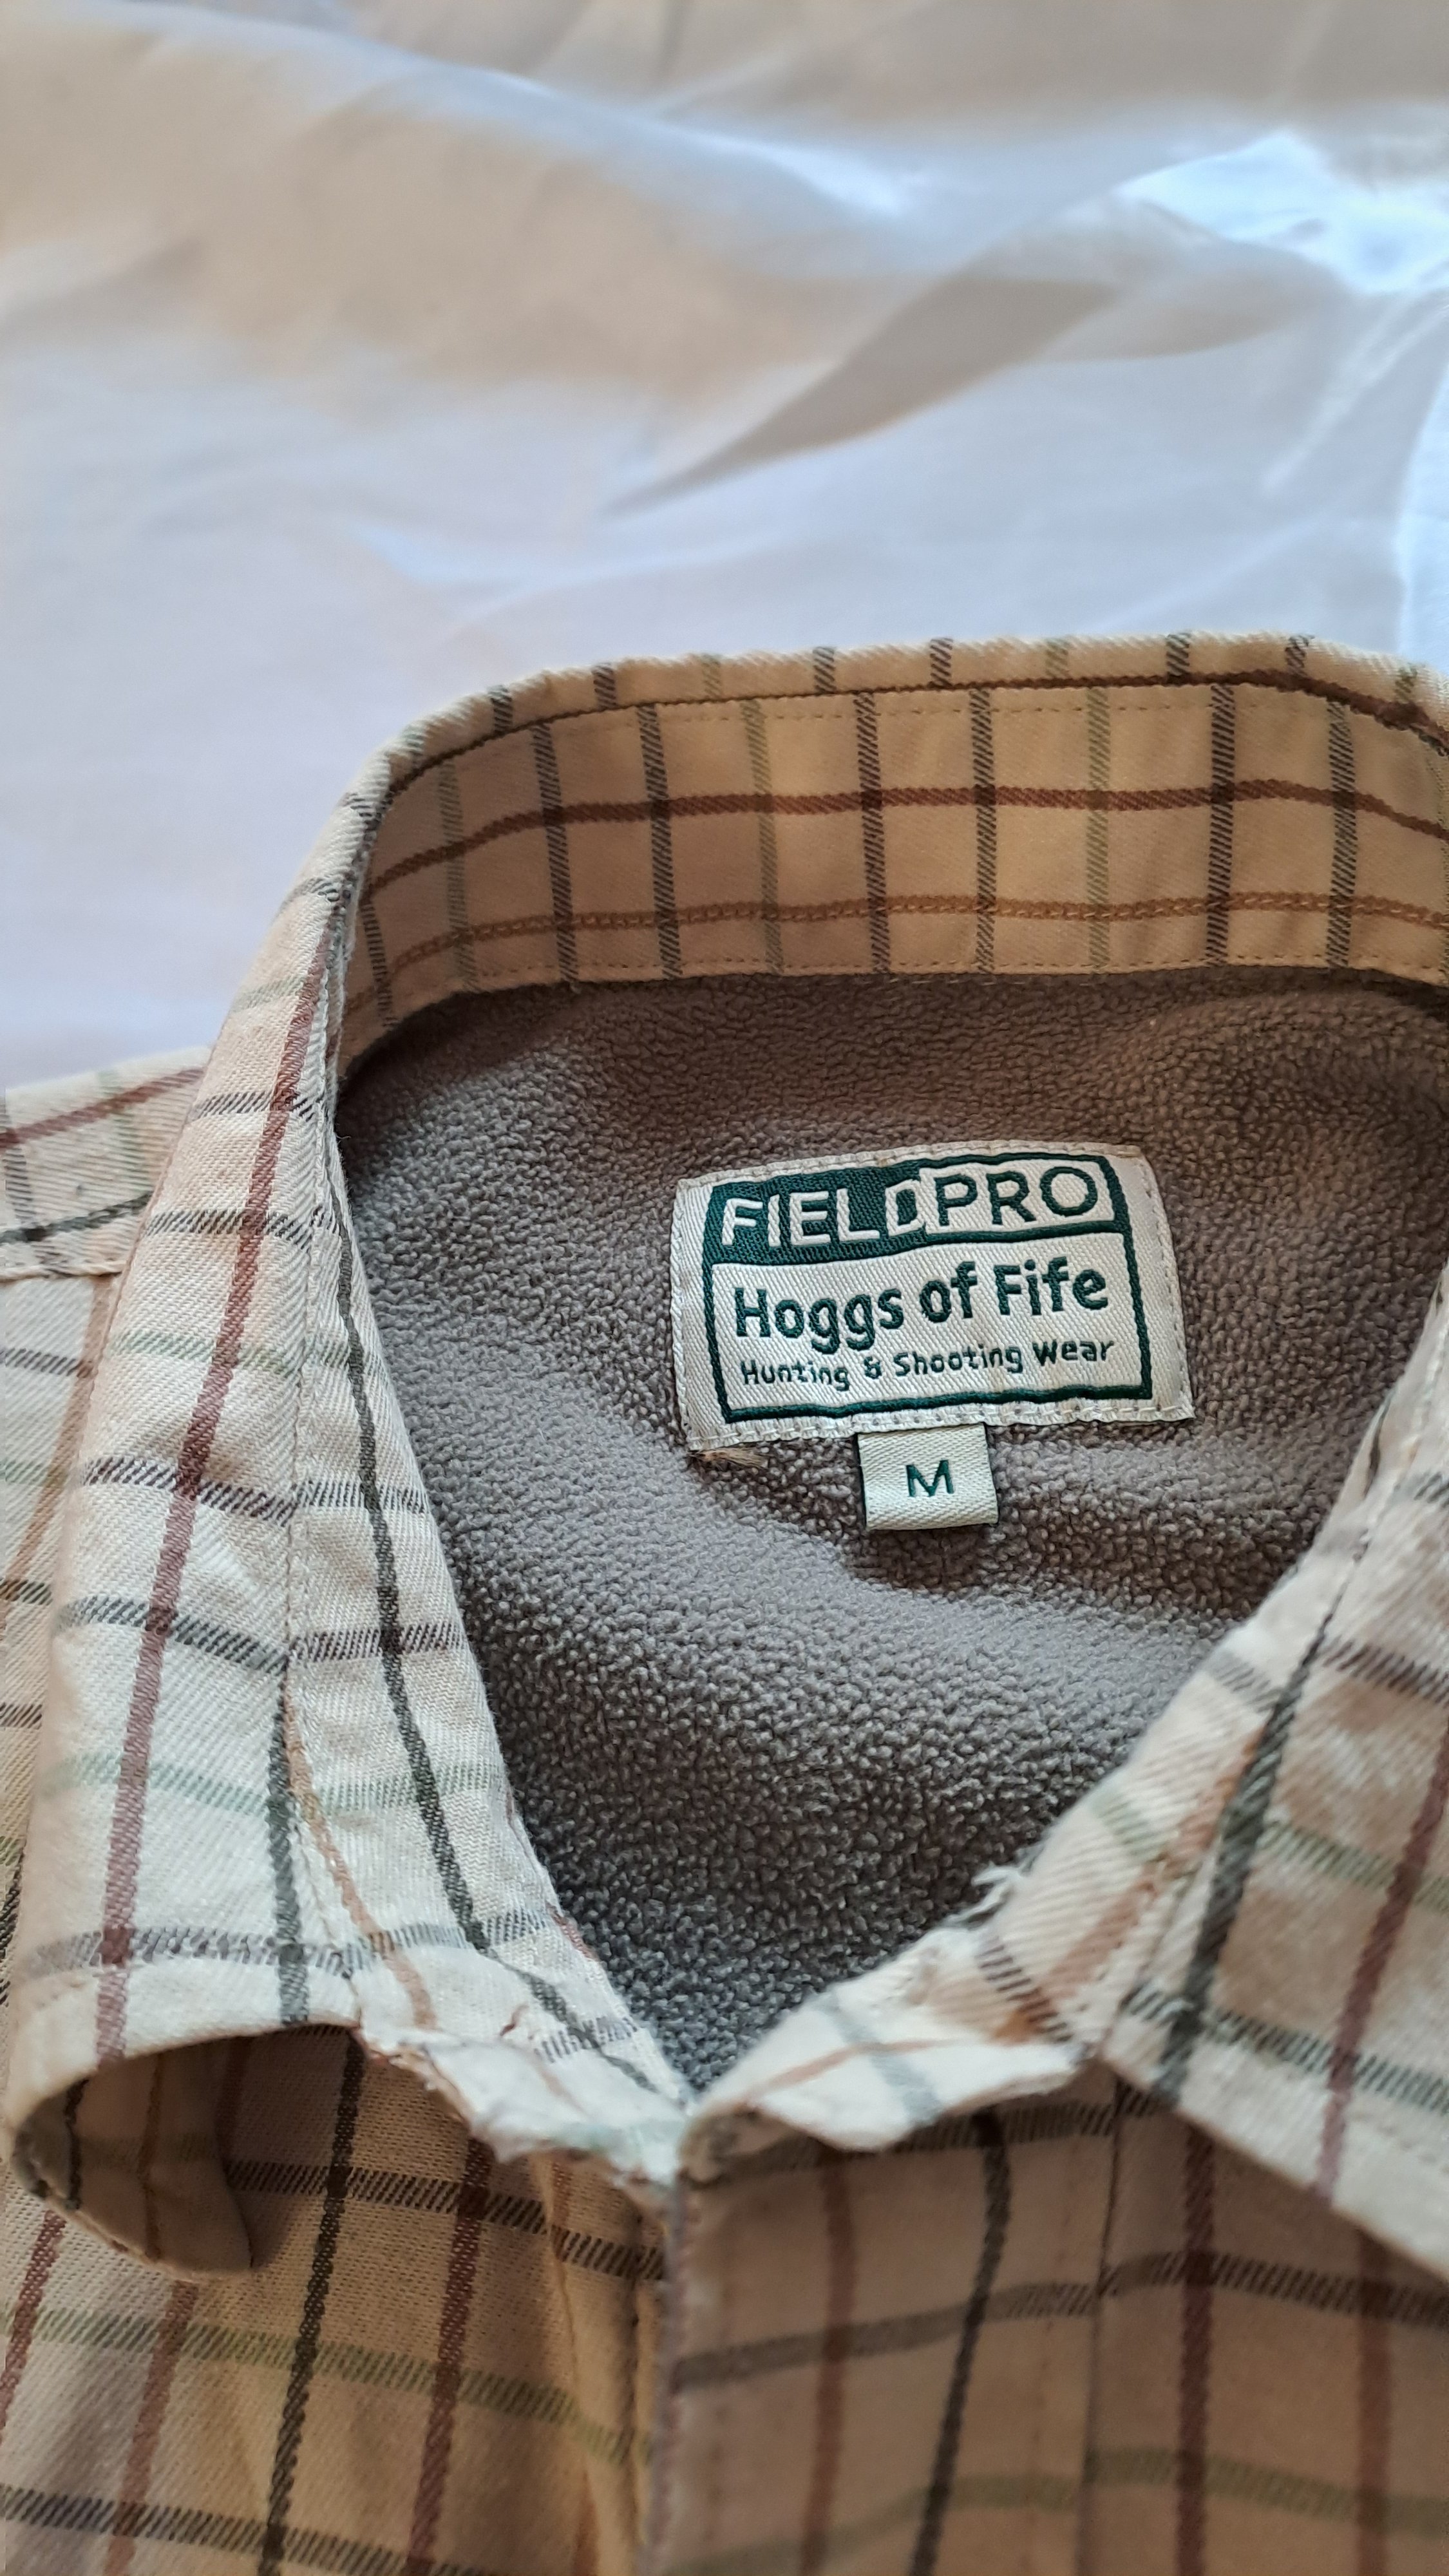 FIELDPRO
Hoggs of Fife
Hunting & Shooting Wear
M